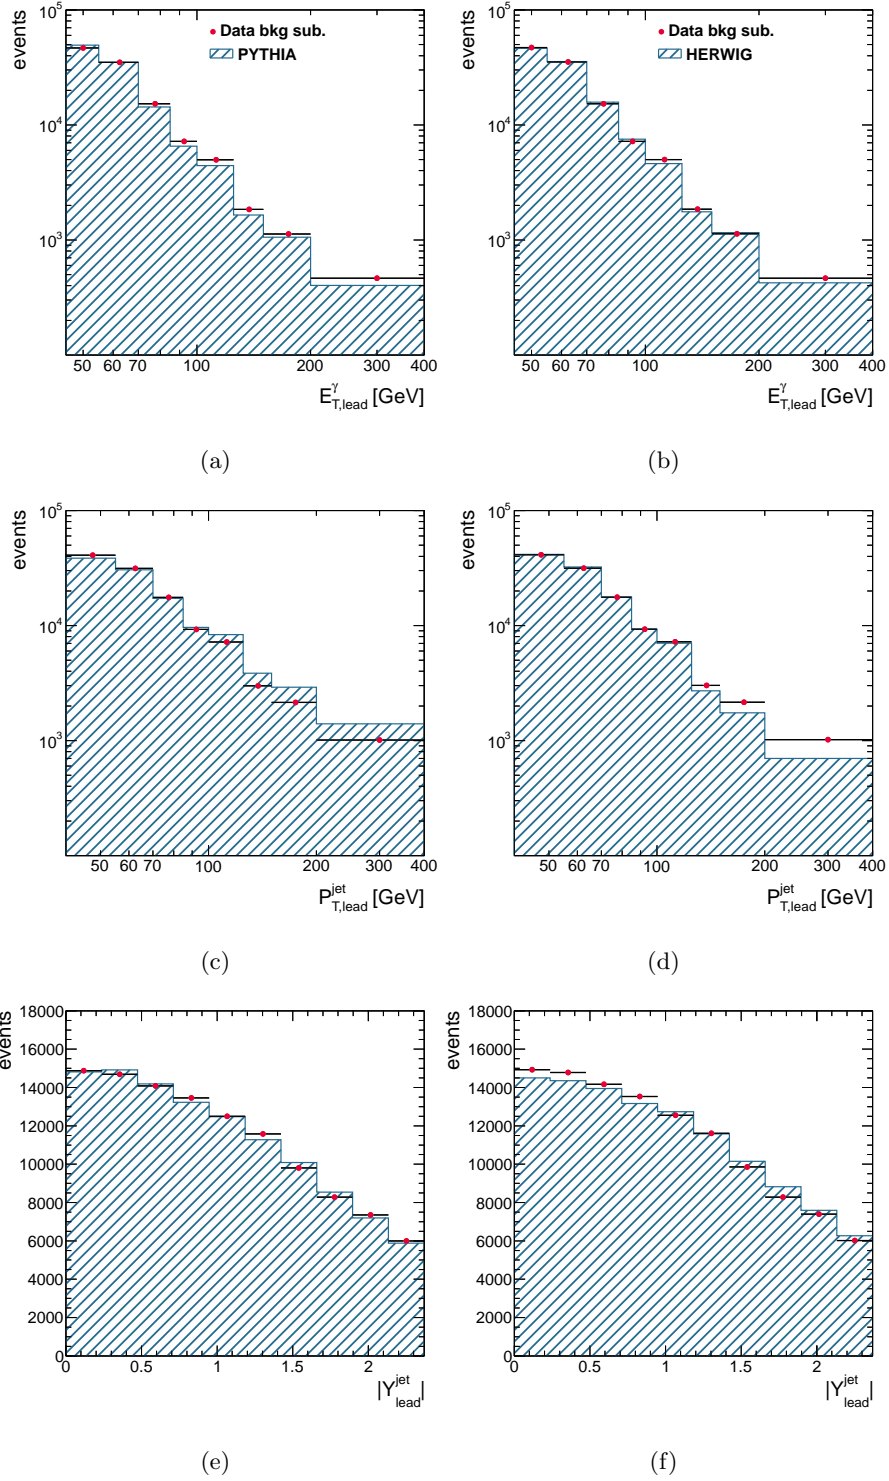 events
10^5
10^4
10^3
Data bkg sub.
PYTHIA
50 60 70 100 200 300 400
E^γ_T,lead [GeV]
(a)
events
10^5
10^4
10^3
Data bkg sub.
HERWIG
50 60 70 100 200 300 400
E^γ_T,lead [GeV]
(b)
events
10^5
10^4
10^3
50 60 70 100 200 300 400
P^jet_T,lead [GeV]
(c)
events
10^5
10^4
10^3
50 60 70 100 200 300 400
P^jet_T,lead [GeV]
(d)
events
18000
16000
14000
12000
10000
8000
6000
4000
2000
0
0 0.5 1 1.5 2
|Y^jet_lead|
(e)
events
18000
16000
14000
12000
10000
8000
6000
4000
2000
0
0 0.5 1 1.5 2
|Y^jet_lead|
(f)